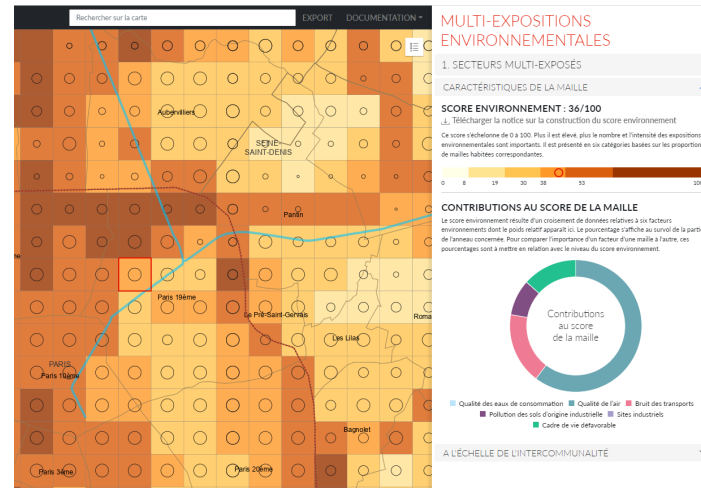 Rechercher sur la carte
EXPORT
DOCUMENTATION
Aubervilliers
SEINE-
SAINT-DENIS
Pantin
Paris 19ème
Le Pré-Saint-Gervais
Roma
Les Lilas
PARIS
Paris 10ème
Bagnolet
Paris 3ème
Paris 20ème
MULTI-EXPOSITIONS
ENVIRONNEMENTALES
1. SECTEURS MULTI-EXPOSÉS
CARACTÉRISTIQUES DE LA MAILLE
SCORE ENVIRONNEMENT : 36/100
Télécharger la notice sur la construction du score environnement
Ce score s'échelonne de 0 à 100. Plus il est élevé, plus le nombre et l'intensité des expositions
environnementales sont importants. Il est présenté en six catégories basées sur les proportion
de mailles habitées correspondantes.
0 8 19 30 38 53 100
CONTRIBUTIONS AU SCORE DE LA MAILLE
Le score environnement résulte d'un croisement de données relatives à six facteurs
environnements dont le poids relatif apparait ici. Le pourcentage s'affiche au survol de la parti
de l'anneau concernée. Pour comparer l'importance d'un facteur d'une maille à l'autre, ces
pourcentages sont à mettre en relation avec le niveau du score environnement.
Contributions
au score
de la maille
Qualité des eaux de consommation Qualité de l'air Bruit des transports
Pollution des sols d'origine industrielle Sites industriels
Cadre de vie défavorable
A L'ÉCHELLE DE L'INTERCOMMUNALITÉ